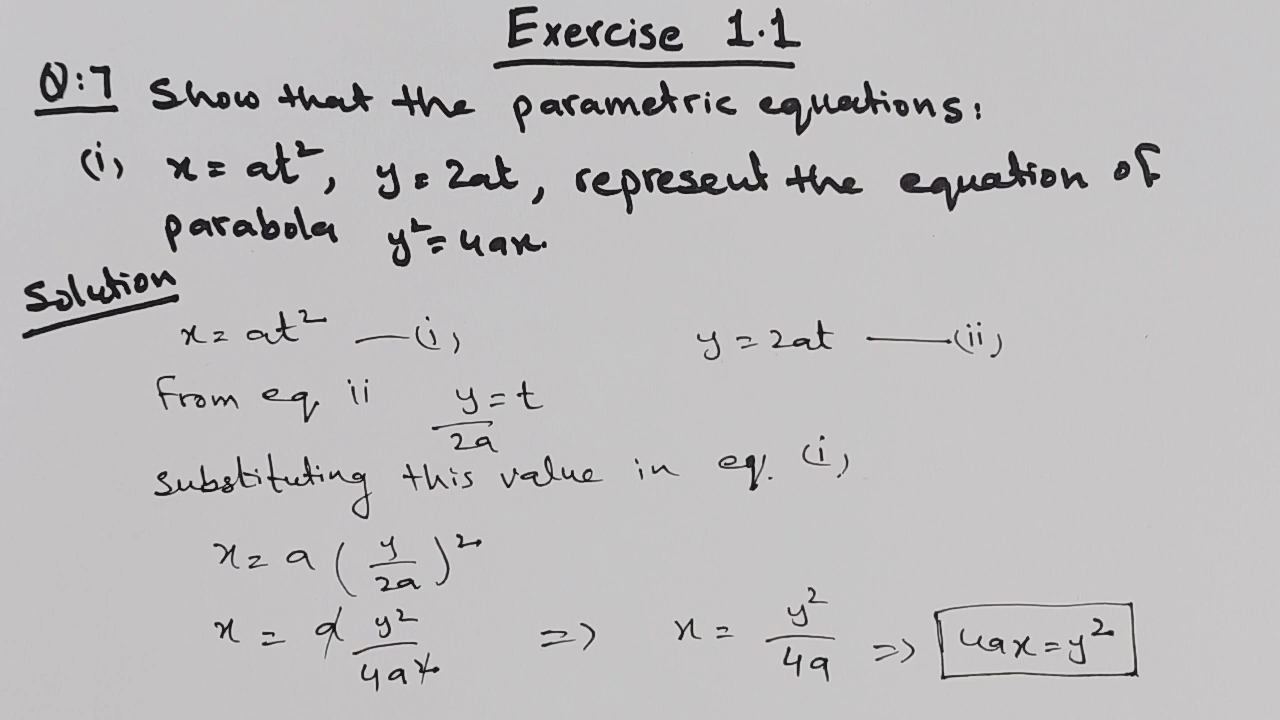 Exercise 1.1
Q:7 Show that the parametric equations:
(i) x = at², y = 2at, represent the equation of
parabola y² = 4ax.
Solution
x = at² —(i) y = 2at —(ii)
From eq. ii y/2a = t
substituting this value in eq. (i)
x = a (y/2a)²
x = a y²/4a² => x = y²/4a => 4ax = y²